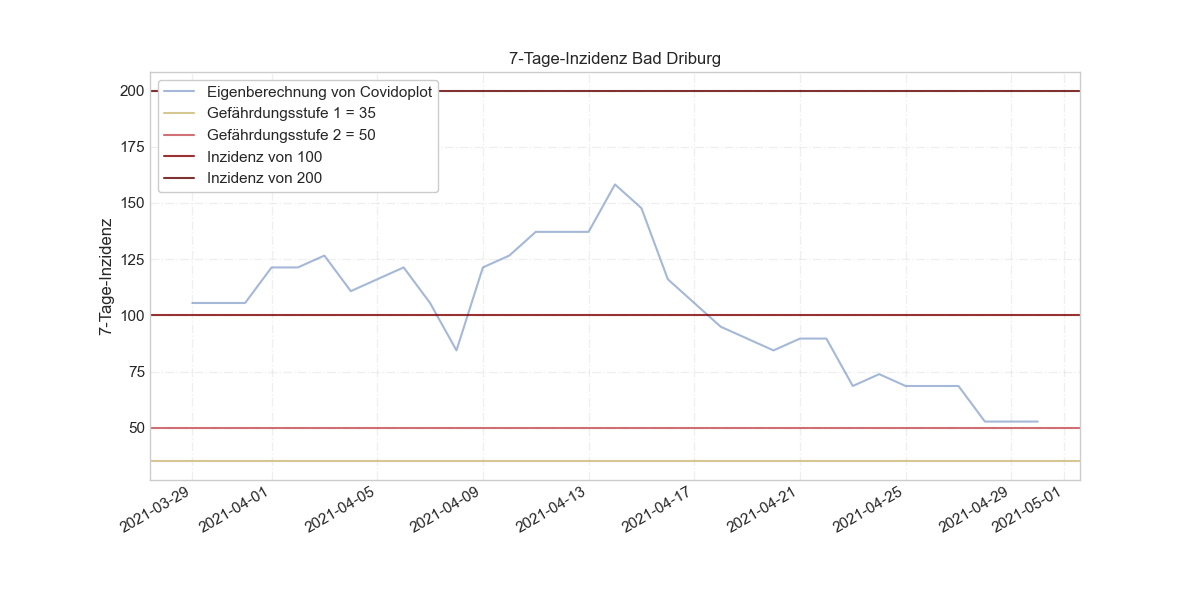 7-Tage-Inzidenz Bad Driburg
Eigenberechnung von Covidoplot
Gefährdungsstufe 1 = 35
Gefährdungsstufe 2 = 50
Inzidenz von 100
Inzidenz von 200
7-Tage-Inzidenz
200
175
150
125
100
75
50
2021-03-29
2021-04-01
2021-04-05
2021-04-09
2021-04-13
2021-04-17
2021-04-21
2021-04-25
2021-04-29
2021-05-01